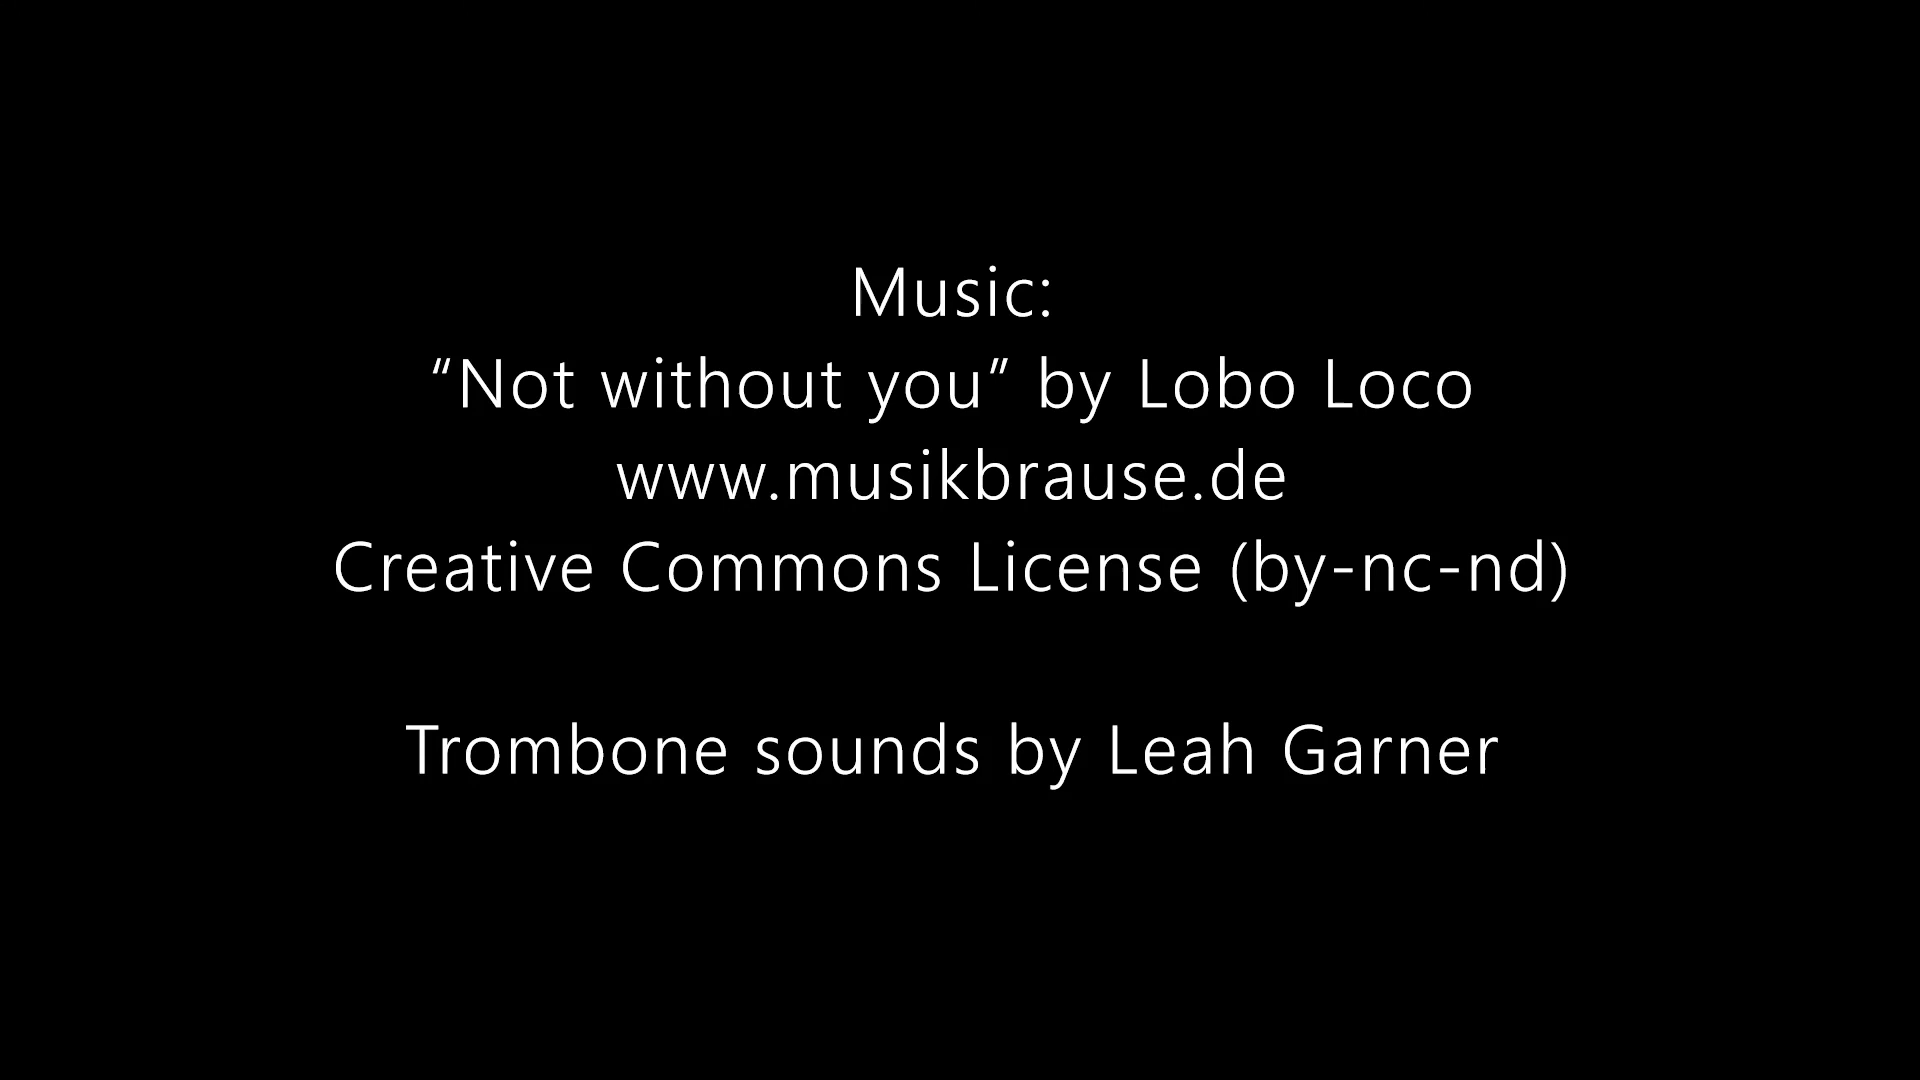 Music:
“Not without you” by Lobo Loco
www.musikbrause.de
Creative Commons License (by-nc-nd)
Trombone sounds by Leah Garner